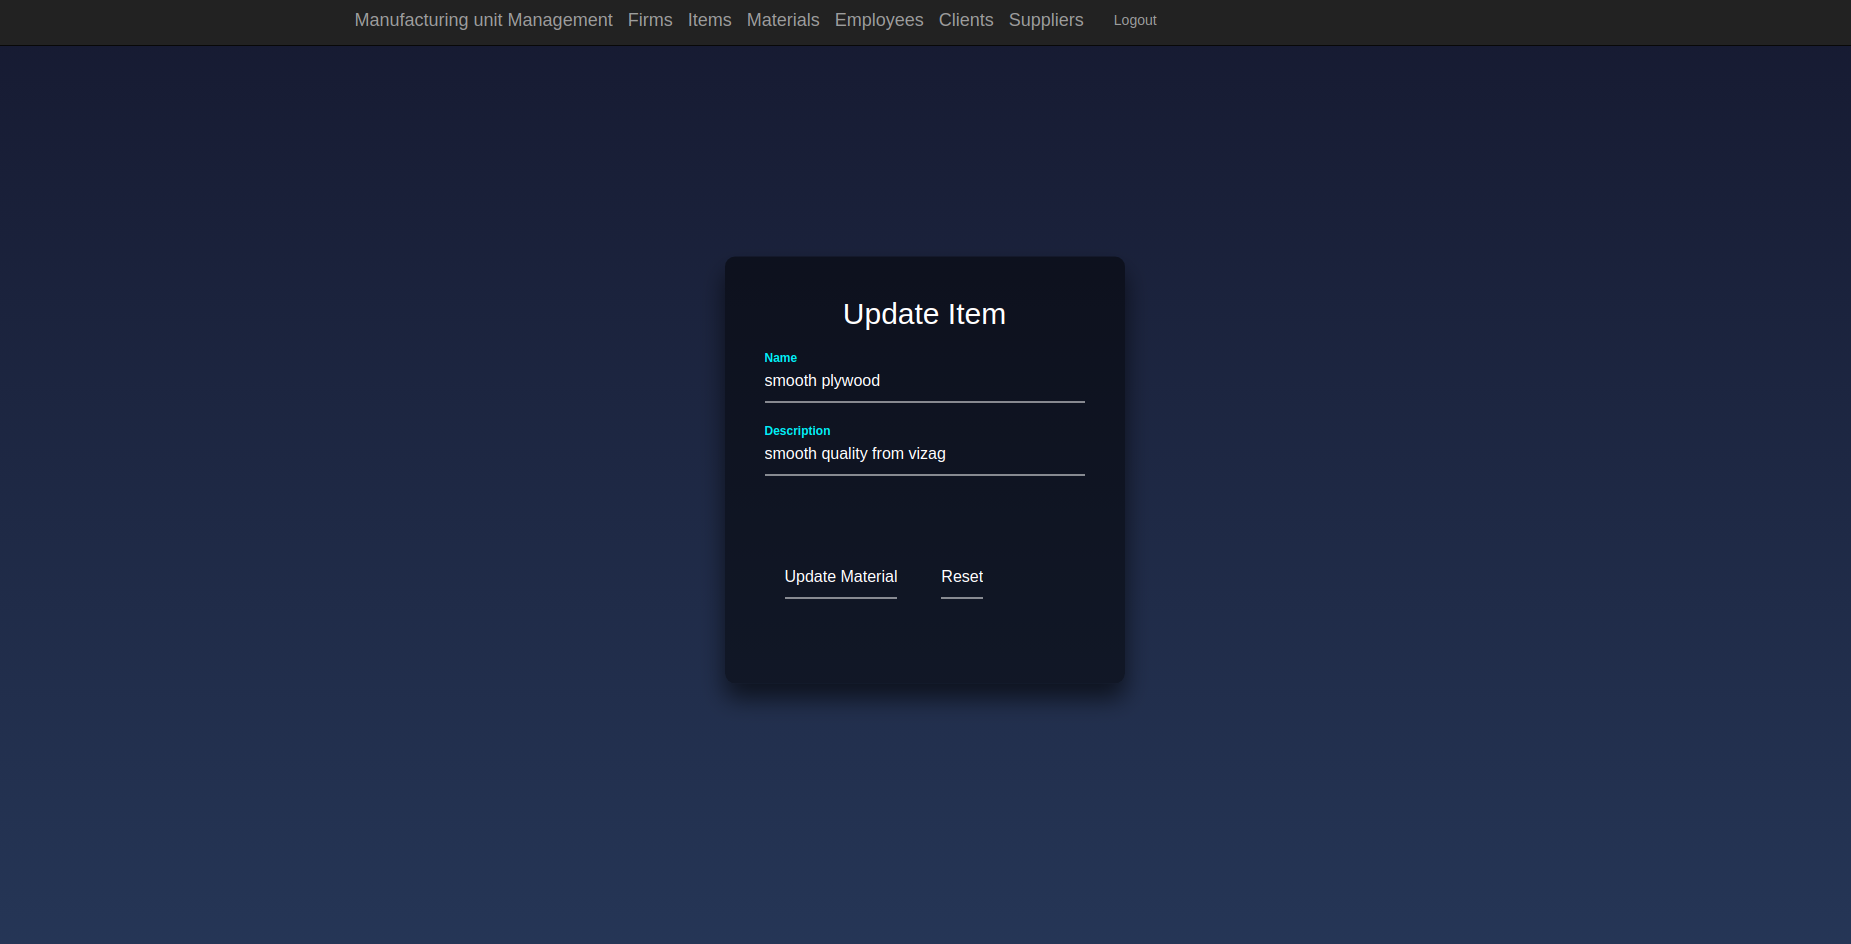 Manufacturing unit Management Firms Items Materials Employees Clients Suppliers Logout
Update Item
Name
smooth plywood
Description
smooth quality from vizag
Update Material Reset